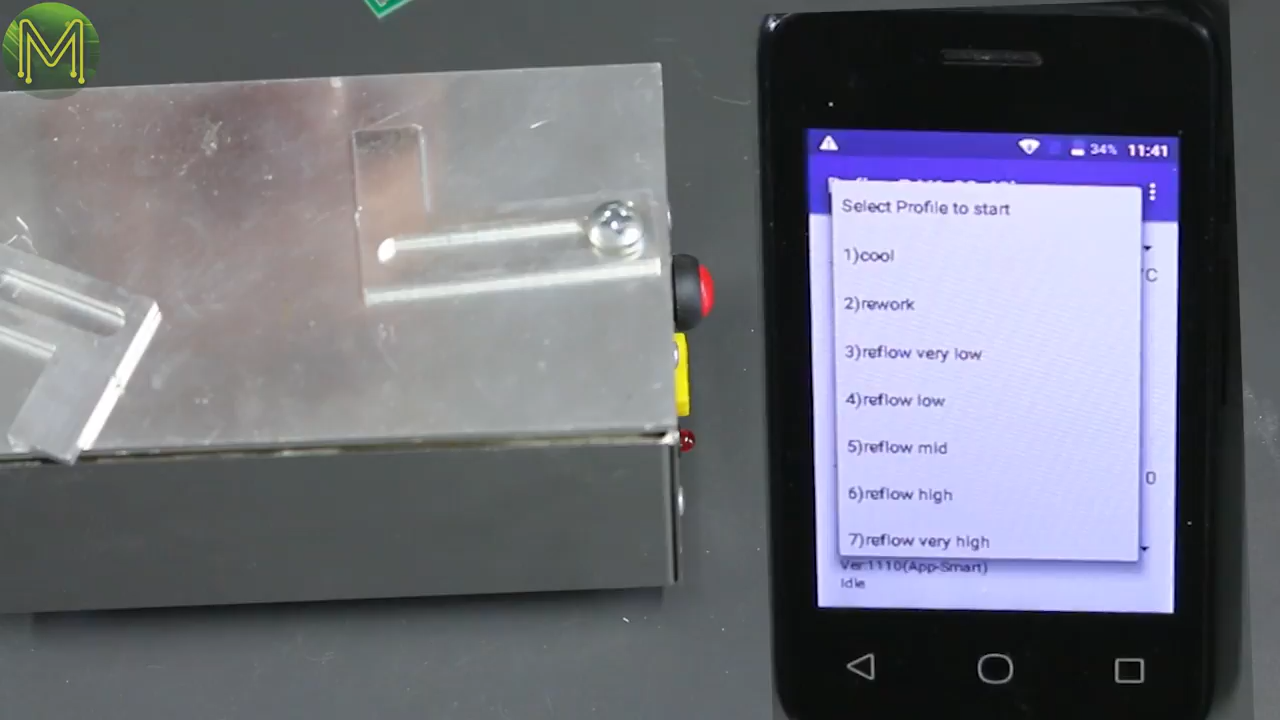 M
34% 11:41
Select Profile to start
1)cool
°C
2)rework
3)reflow very low
4)reflow low
5)reflow mid
0
6)reflow high
7)reflow very high
Ver:1110(App-Smart)
Idle